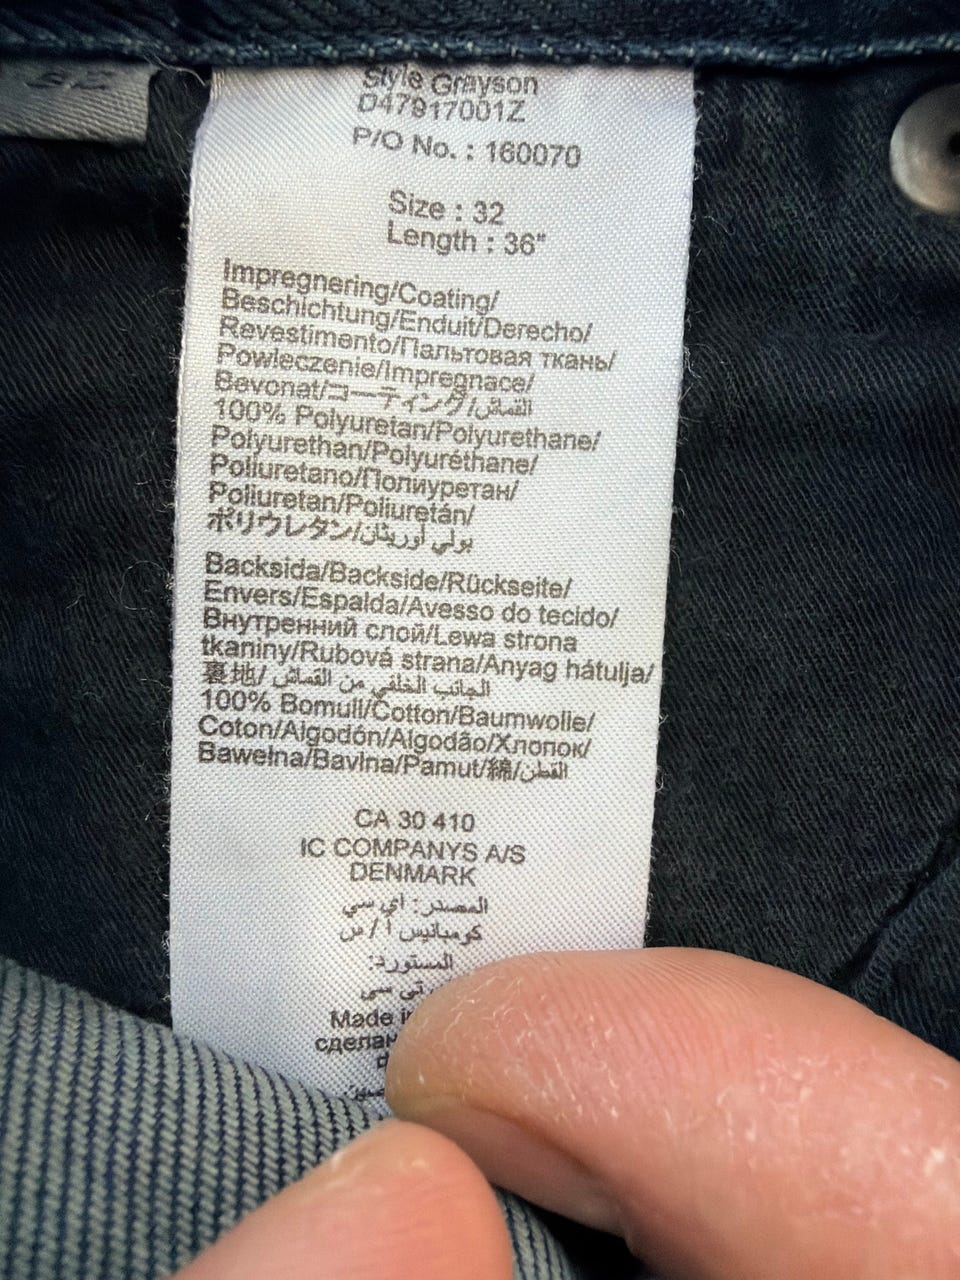 Style Grayson
D47917001Z
P/O No. : 160070
Size : 32
Length : 36"
Impregnering/Coating/
Beschichtung/Enduit/Derecho/
Revestimento/Пальтовая ткань/
Powleczenie/Impregnace/
Bevonat/コーティング/القماش
100% Polyuretan/Polyurethane/
Polyurethan/Polyuréthane/
Poliuretano/Полиуретан/
Poliuretan/Poliuretán/
ポリウレタン/بولي أوريثان
Backsida/Backside/Rückseite/
Envers/Espalda/Avesso do tecido/
Внутренний слой/Lewa strona
tkaniny/Rubová strana/Anyag hátulja/
裏地/ الجانب الخلفي من القماش
100% Bomull/Cotton/Baumwolle/
Coton/Algodón/Algodão/Хлопок/
Bawełna/Bavlna/Pamut/綿/القطن
CA 30 410
IC COMPANYS A/S
DENMARK
المصدر: اي سي
كومبانيس أ / س
المستورد:
سي
Made